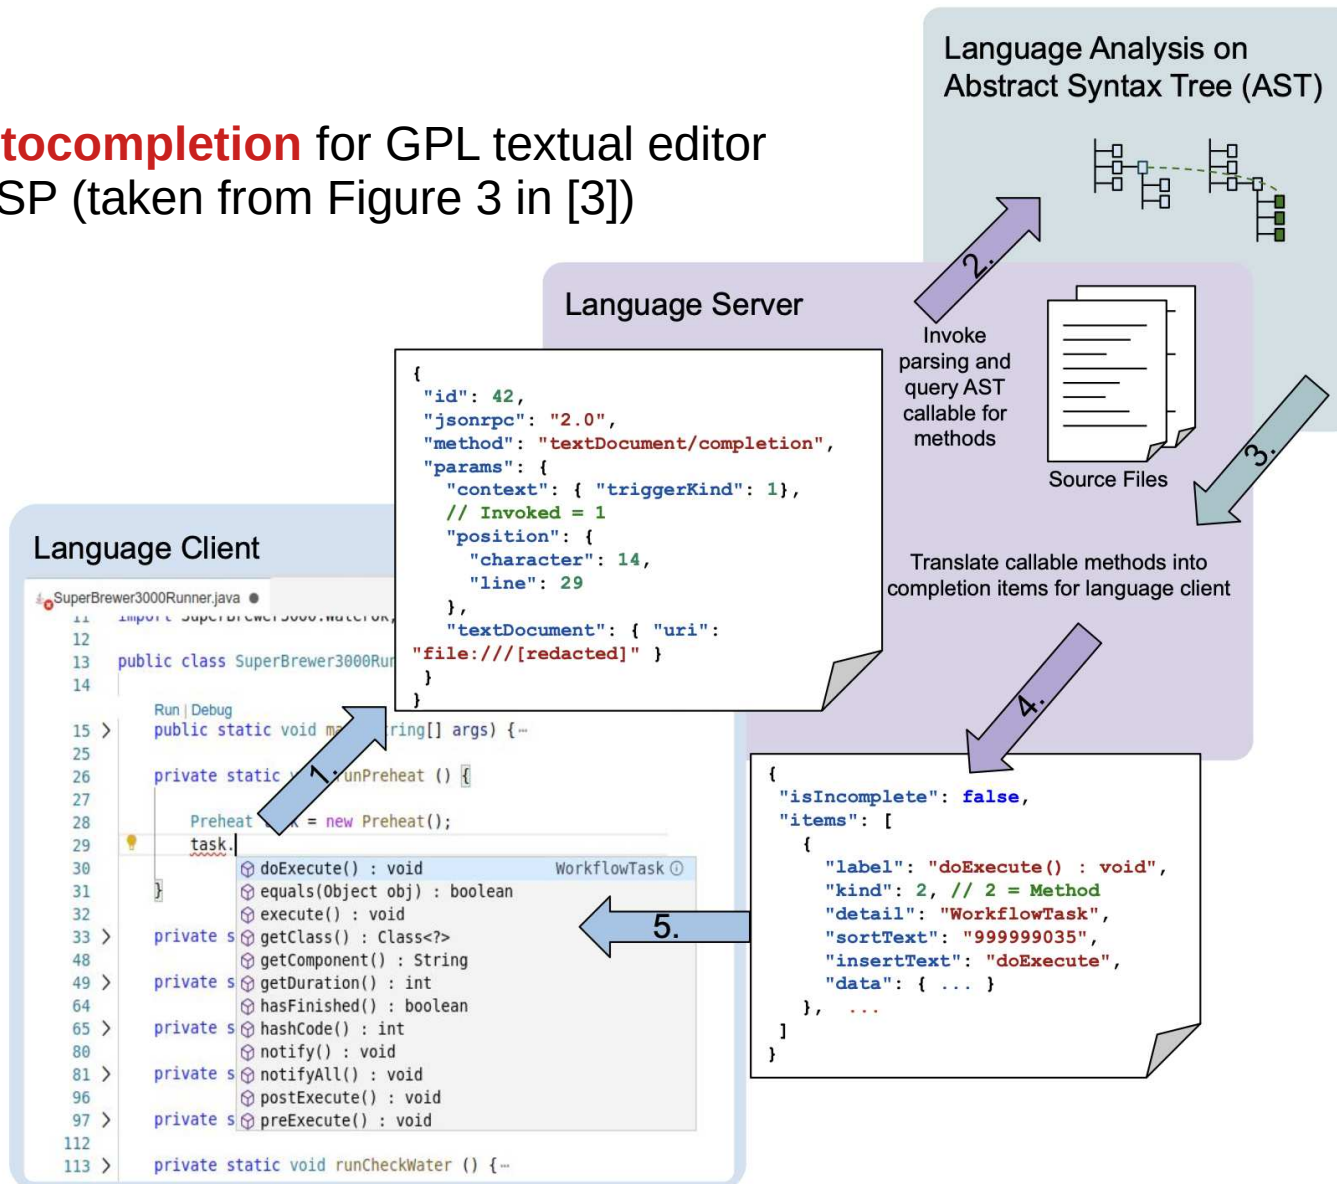 Language Analysis on
Abstract Syntax Tree (AST)
tocompletion for GPL textual editor
SP (taken from Figure 3 in [3])
2.
Language Server
Invoke
parsing and
query AST
callable for
methods
Source Files
3.
{
"id": 42,
"jsonrpc": "2.0",
"method": "textDocument/completion",
"params": {
"context": { "triggerKind": 1},
// Invoked = 1
"position": {
"character": 14,
"line": 29
},
"textDocument": { "uri":
"file:///[redacted]" }
}
}
Translate callable methods into
completion items for language client
4.
Language Client
SuperBrewer3000Runner.java
11 import SuperBrewer3000.
12
13 public class SuperBrewer3000Run
14
Run | Debug
15 > public static void ring[] args) {…
25
26 private static runPreheat () {
27
28 Preheat = new Preheat();
29 task.
30
31 }
32
33 > private s
48
49 > private s
64
65 > private s
80
81 > private s
96
97 > private s
112
113 > private static void runCheckWater () {…
1.
doExecute() : void WorkflowTask
equals(Object obj) : boolean
execute() : void
getClass() : Class<?>
getComponent() : String
getDuration() : int
hasFinished() : boolean
hashCode() : int
notify() : void
notifyAll() : void
postExecute() : void
preExecute() : void
5.
{
"isIncomplete": false,
"items": [
{
"label": "doExecute() : void",
"kind": 2, // 2 = Method
"detail": "WorkflowTask",
"sortText": "999999035",
"insertText": "doExecute",
"data": { ... }
}, ...
]
}